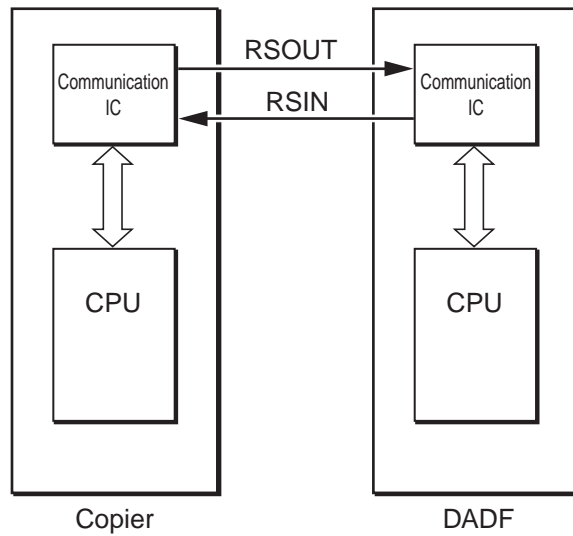 RSOUT
Communication
IC
Communication
IC
RSIN
CPU
CPU
Copier
DADF